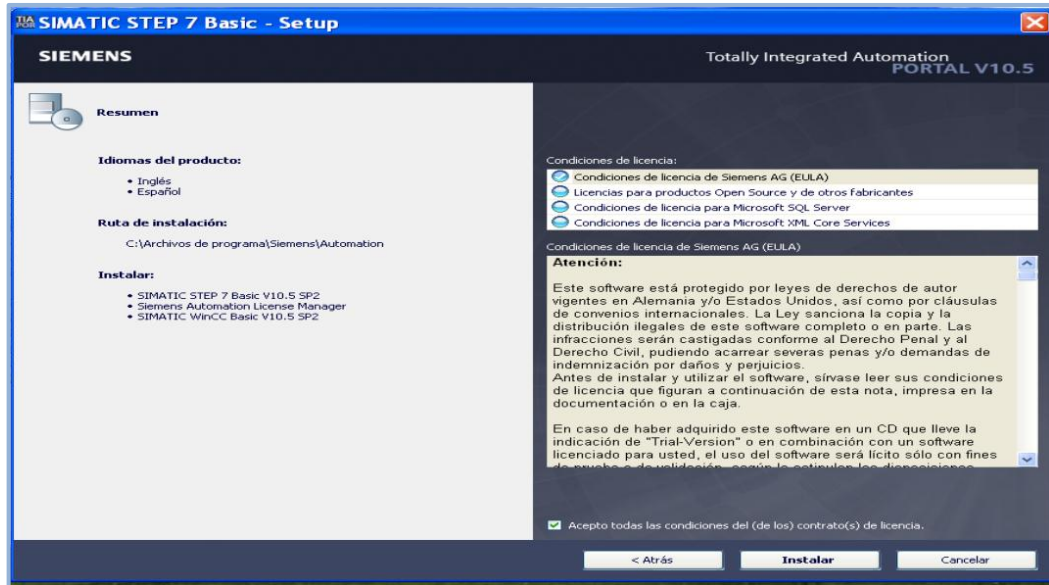 SIMATIC STEP 7 Basic - Setup
SIEMENS
Totally Integrated Automation
PORTAL V10.5
Resumen
Idiomas del producto:
• Inglés
• Español
Ruta de instalación:
C:\Archivos de programa\Siemens\Automation
Instalar:
• SIMATIC STEP 7 Basic V10.5 SP2
• Siemens Automation License Manager
• SIMATIC WinCC Basic V10.5 SP2
Condiciones de licencia:
Condiciones de licencia de Siemens AG (EULA)
Licencias para productos Open Source y de otros fabricantes
Condiciones de licencia para Microsoft SQL Server
Condiciones de licencia para Microsoft XML Core Services
Condiciones de licencia de Siemens AG (EULA)
Atención:
Este software está protegido por leyes de derechos de autor
vigentes en Alemania y/o Estados Unidos, así como por cláusulas
de convenios internacionales. La Ley sanciona la copia y la
distribución ilegales de este software completo o en parte. Las
infracciones serán castigadas conforme al Derecho Penal y al
Derecho Civil, pudiendo acarrear severas penas y/o demandas de
indemnización por daños y perjuicios.
Antes de instalar y utilizar el software, sírvase leer sus condiciones
de licencia que figuran a continuación de esta nota, impresa en la
documentación o en la caja.
En caso de haber adquirido este software en un CD que lleve la
indicación de "Trial-Version" o en combinación con un software
licenciado para usted, el uso del software será lícito sólo con fines
de prueba o de validación, según lo estipulan las disposiciones
Acepto todas las condiciones del (de los) contrato(s) de licencia.
< Atrás
Instalar
Cancelar